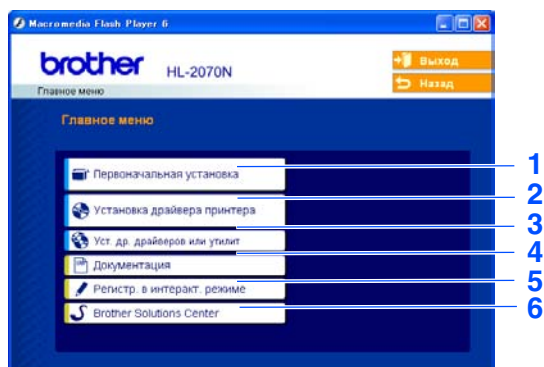 Macromedia Flash Player 6
brother HL-2070N
Выход
Назад
Главное меню
Главное меню
Первоначальная установка 1
Установка драйвера принтера 2
3
Уст. др. драйверов или утилит
4
Документация
5
Регистр. в интеракт. режиме
Brother Solutions Center 6